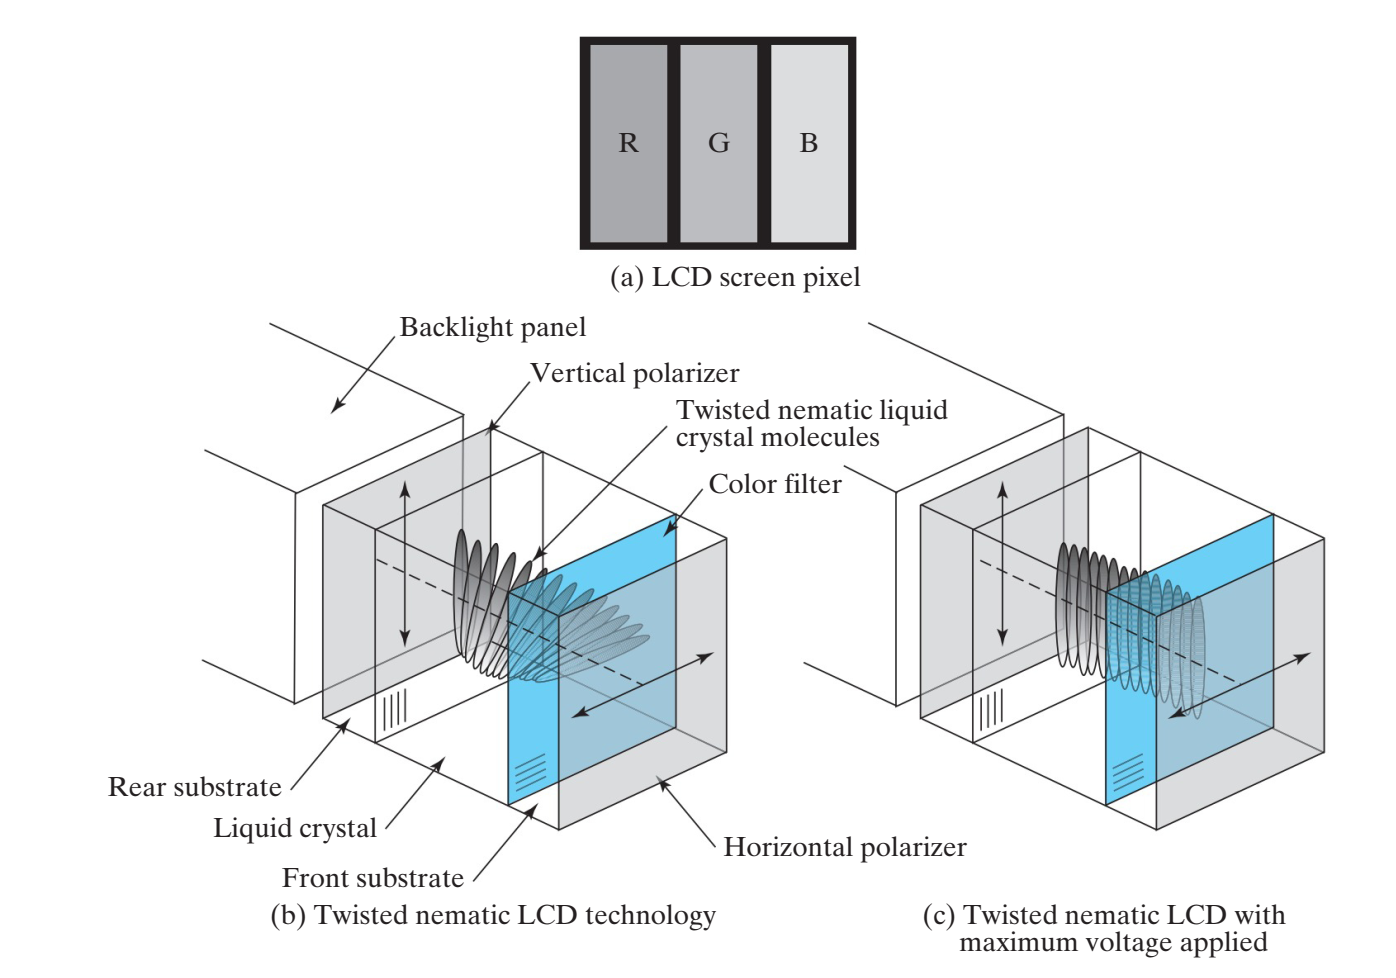 R G B
(a) LCD screen pixel
Backlight panel
Vertical polarizer
Twisted nematic liquid
crystal molecules
Color filter
Rear substrate
Liquid crystal
Front substrate
Horizontal polarizer
(b) Twisted nematic LCD technology
(c) Twisted nematic LCD with
maximum voltage applied